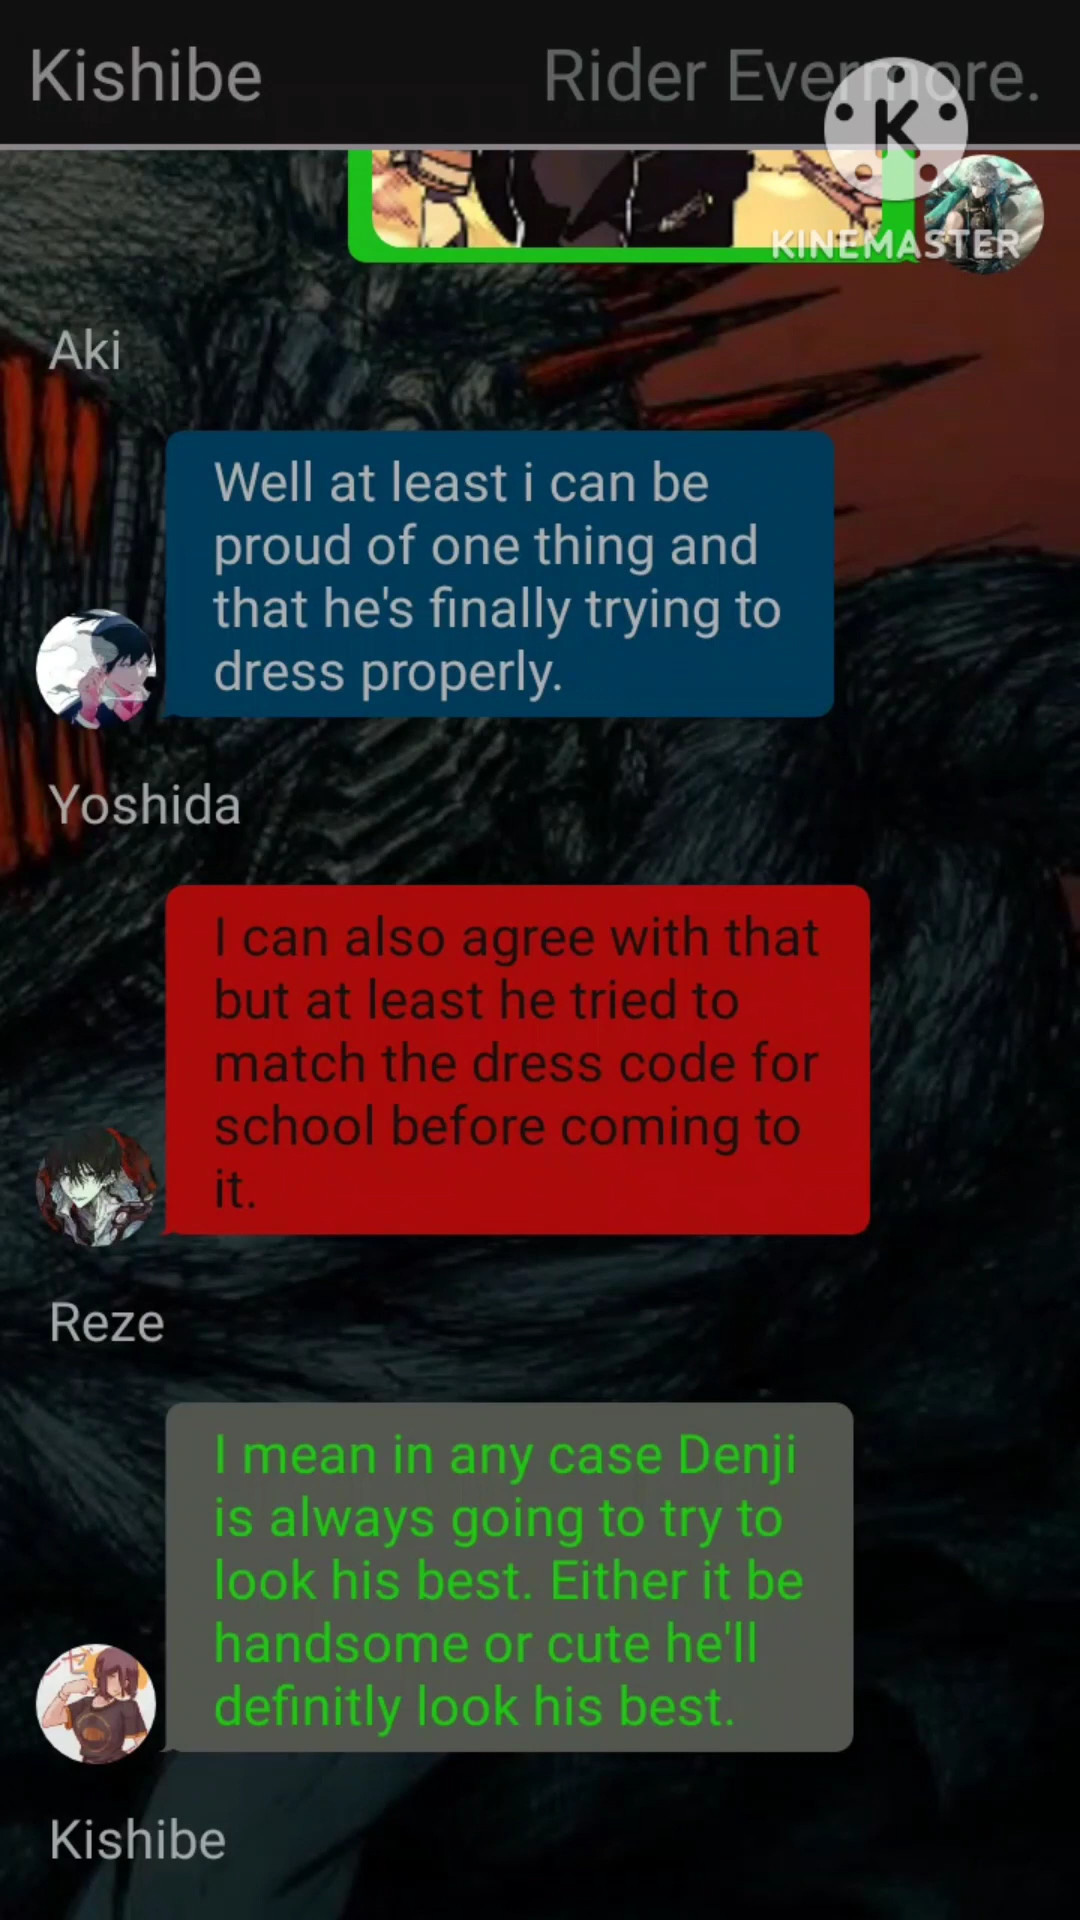 Kishibe
Rider Evermore.
K
KINEMASTER
Aki
Well at least i can be
proud of one thing and
that he's finally trying to
dress properly.
Yoshida
I can also agree with that
but at least he tried to
match the dress code for
school before coming to
it.
Reze
I mean in any case Denji
is always going to try to
look his best. Either it be
handsome or cute he'll
definitly look his best.
Kishibe